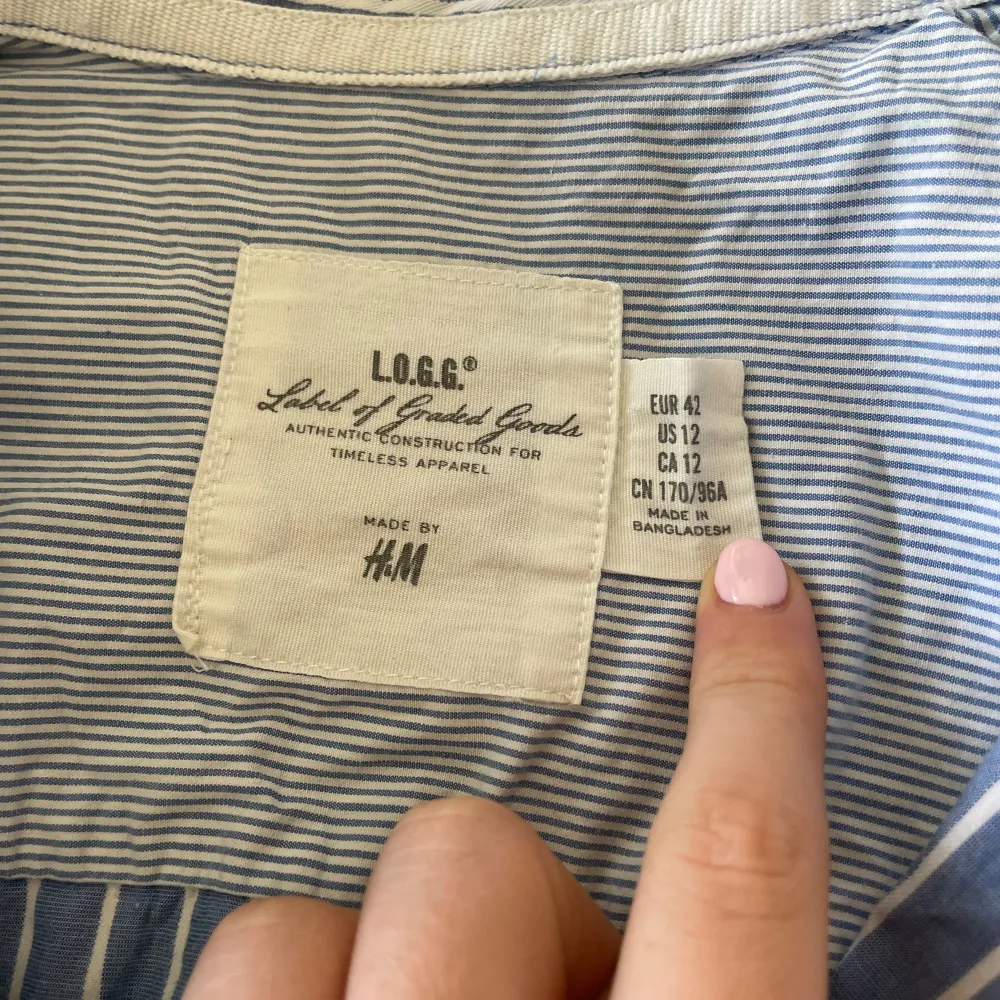 L.O.G.G.®
Label of Graded Goods
AUTHENTIC CONSTRUCTION FOR
TIMELESS APPAREL
MADE BY
H&M
EUR 42
US 12
CA 12
CN 170/96A
MADE IN
BANGLADESH